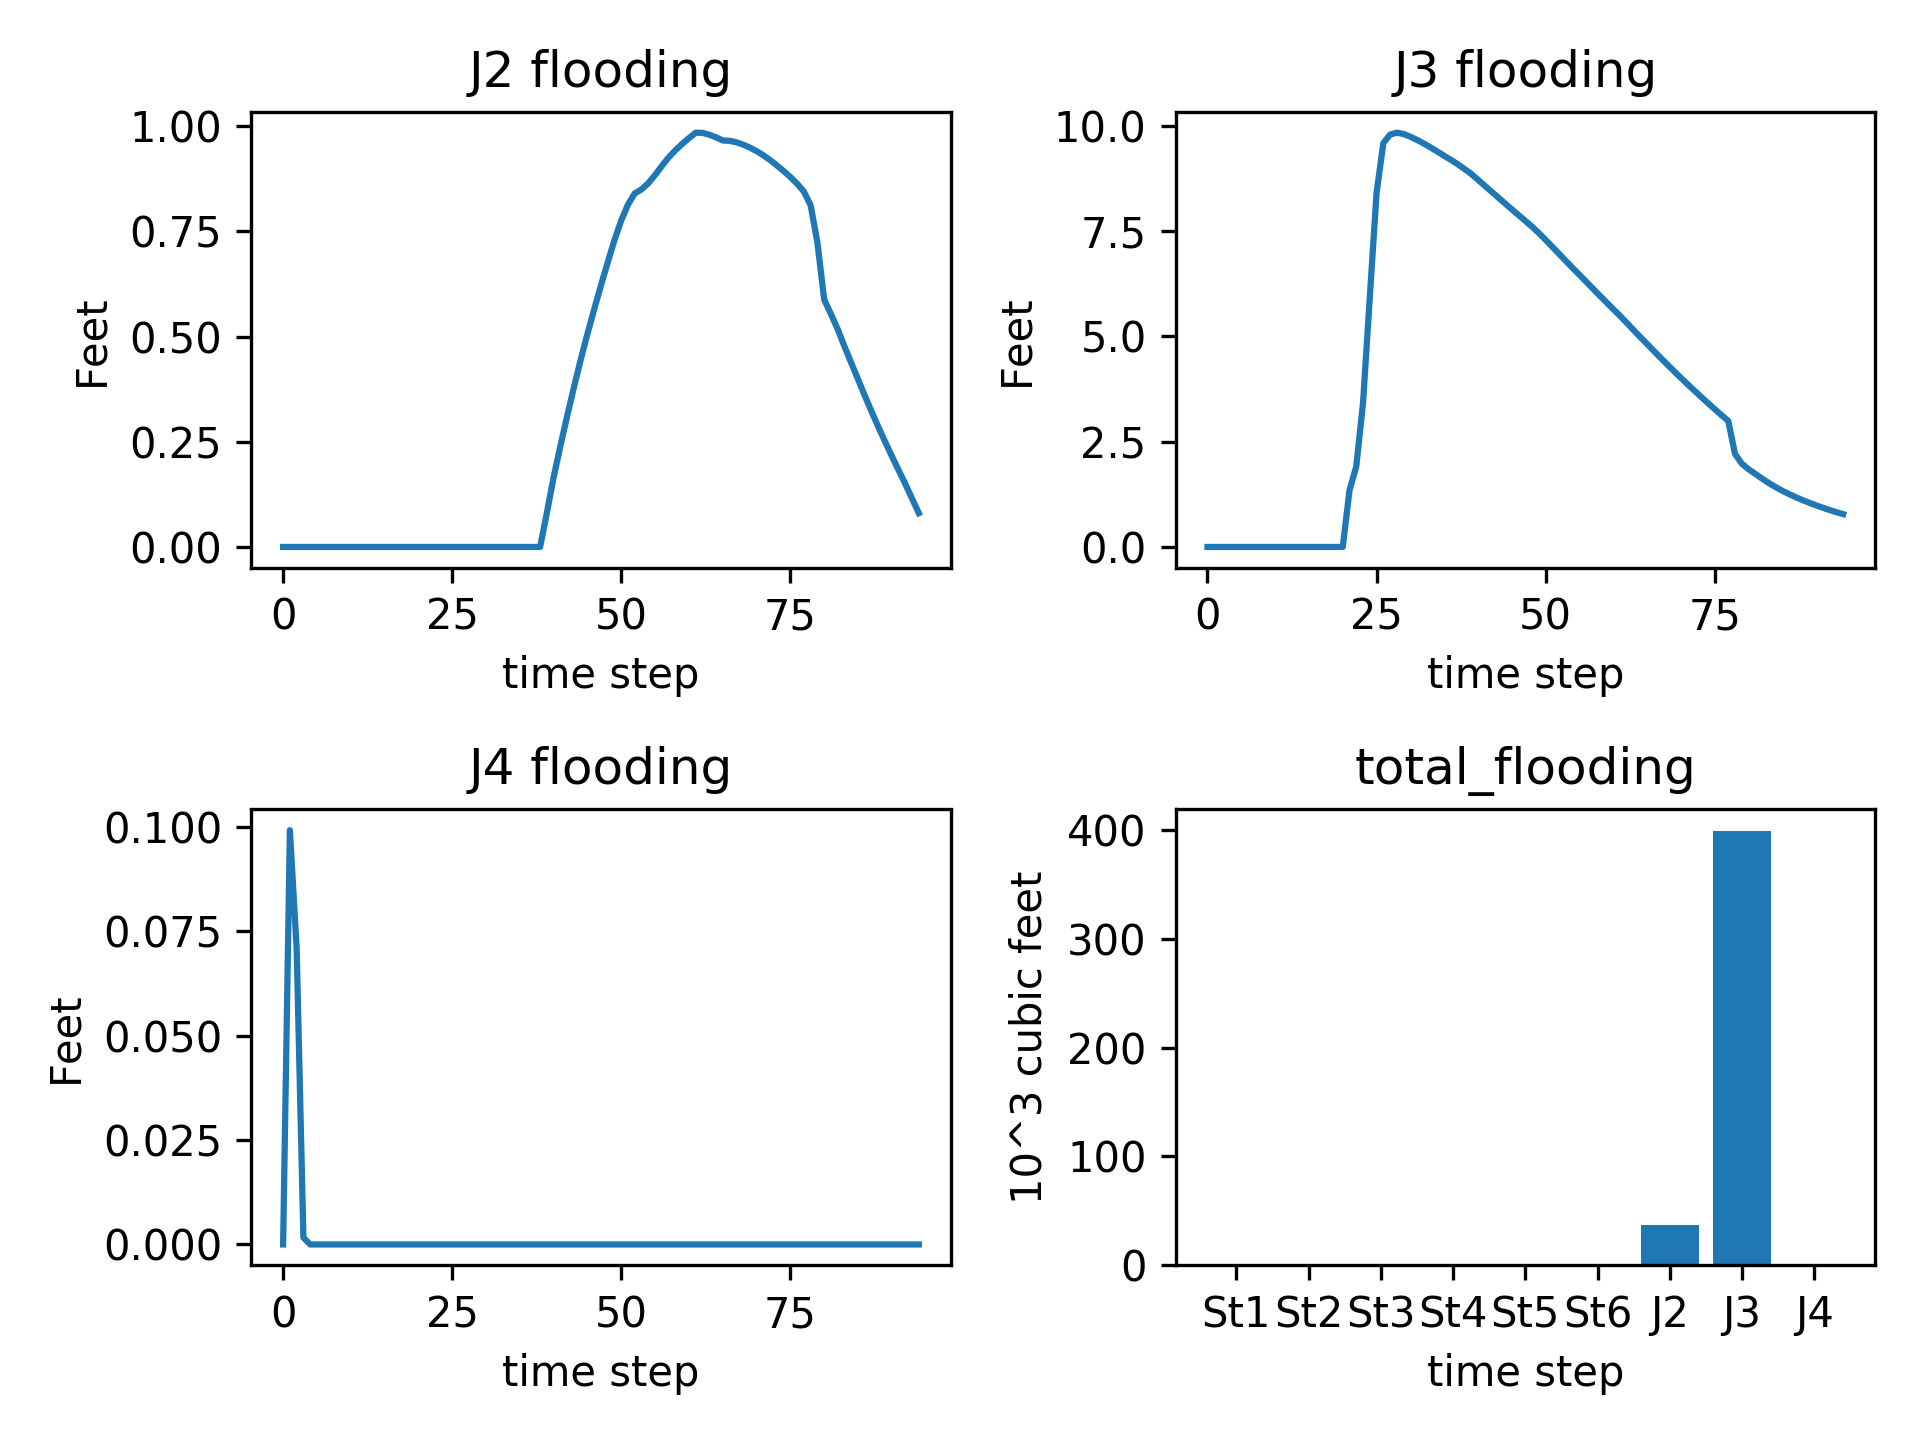 J2 flooding
1.00
0.75
0.50
0.25
0.00
Feet
0 25 50 75
time step
J3 flooding
10.0
7.5
5.0
2.5
0.0
Feet
0 25 50 75
time step
J4 flooding
0.100
0.075
0.050
0.025
0.000
Feet
0 25 50 75
time step
total_flooding
400
300
200
100
0
10^3 cubic feet
St1 St2 St3 St4 St5 St6 J2 J3 J4
time step